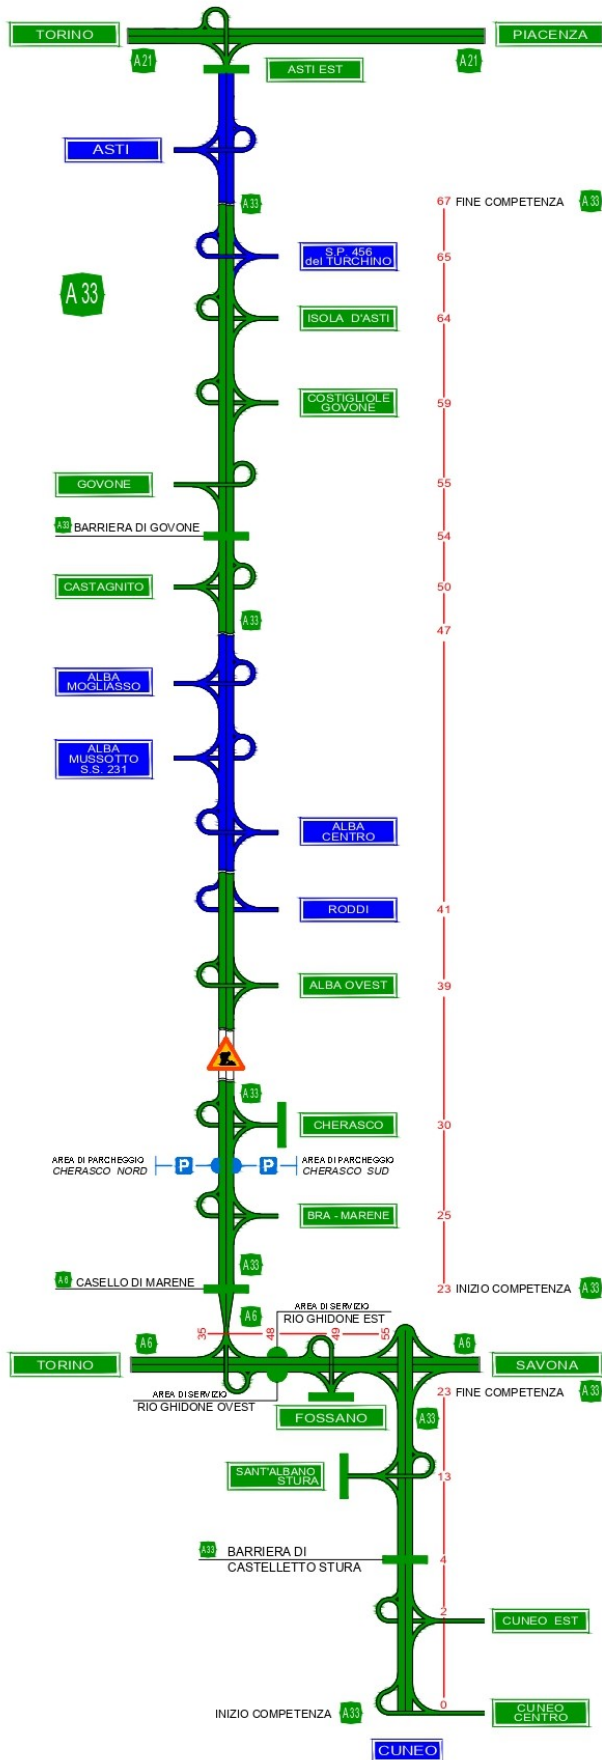 TORINO
PIACENZA
A21
A21
ASTI EST
ASTI
A33
67 FINE COMPETENZA A33
S.P. 456
del TURCHINO
65
A 33
ISOLA D'ASTI
64
COSTIGLIOLE
GOVONE
59
GOVONE
55
A33 BARRIERA DI GOVONE
54
CASTAGNITO
50
A33
47
ALBA
MOGLIASSO
ALBA
MUSSOTTO
S.S. 231
ALBA
CENTRO
RODDI
41
ALBA OVEST
39
A33
CHERASCO
30
AREA DI PARCHEGGIO
CHERASCO NORD
P
P
AREA DI PARCHEGGIO
CHERASCO SUD
BRA - MARENE
25
A33
A6 CASELLO DI MARENE
23 INIZIO COMPETENZA A33
A6
AREA DI SERVIZIO
RIO GHIDONE EST
35
48
49
55
A6
A6
TORINO
SAVONA
AREA DI SERVIZIO
RIO GHIDONE OVEST
FOSSANO
23 FINE COMPETENZA A33
A33
SANT'ALBANO
STURA
13
A33 BARRIERA DI
CASTELLETTO STURA
4
2
CUNEO EST
0
INIZIO COMPETENZA A33
CUNEO
CENTRO
CUNEO